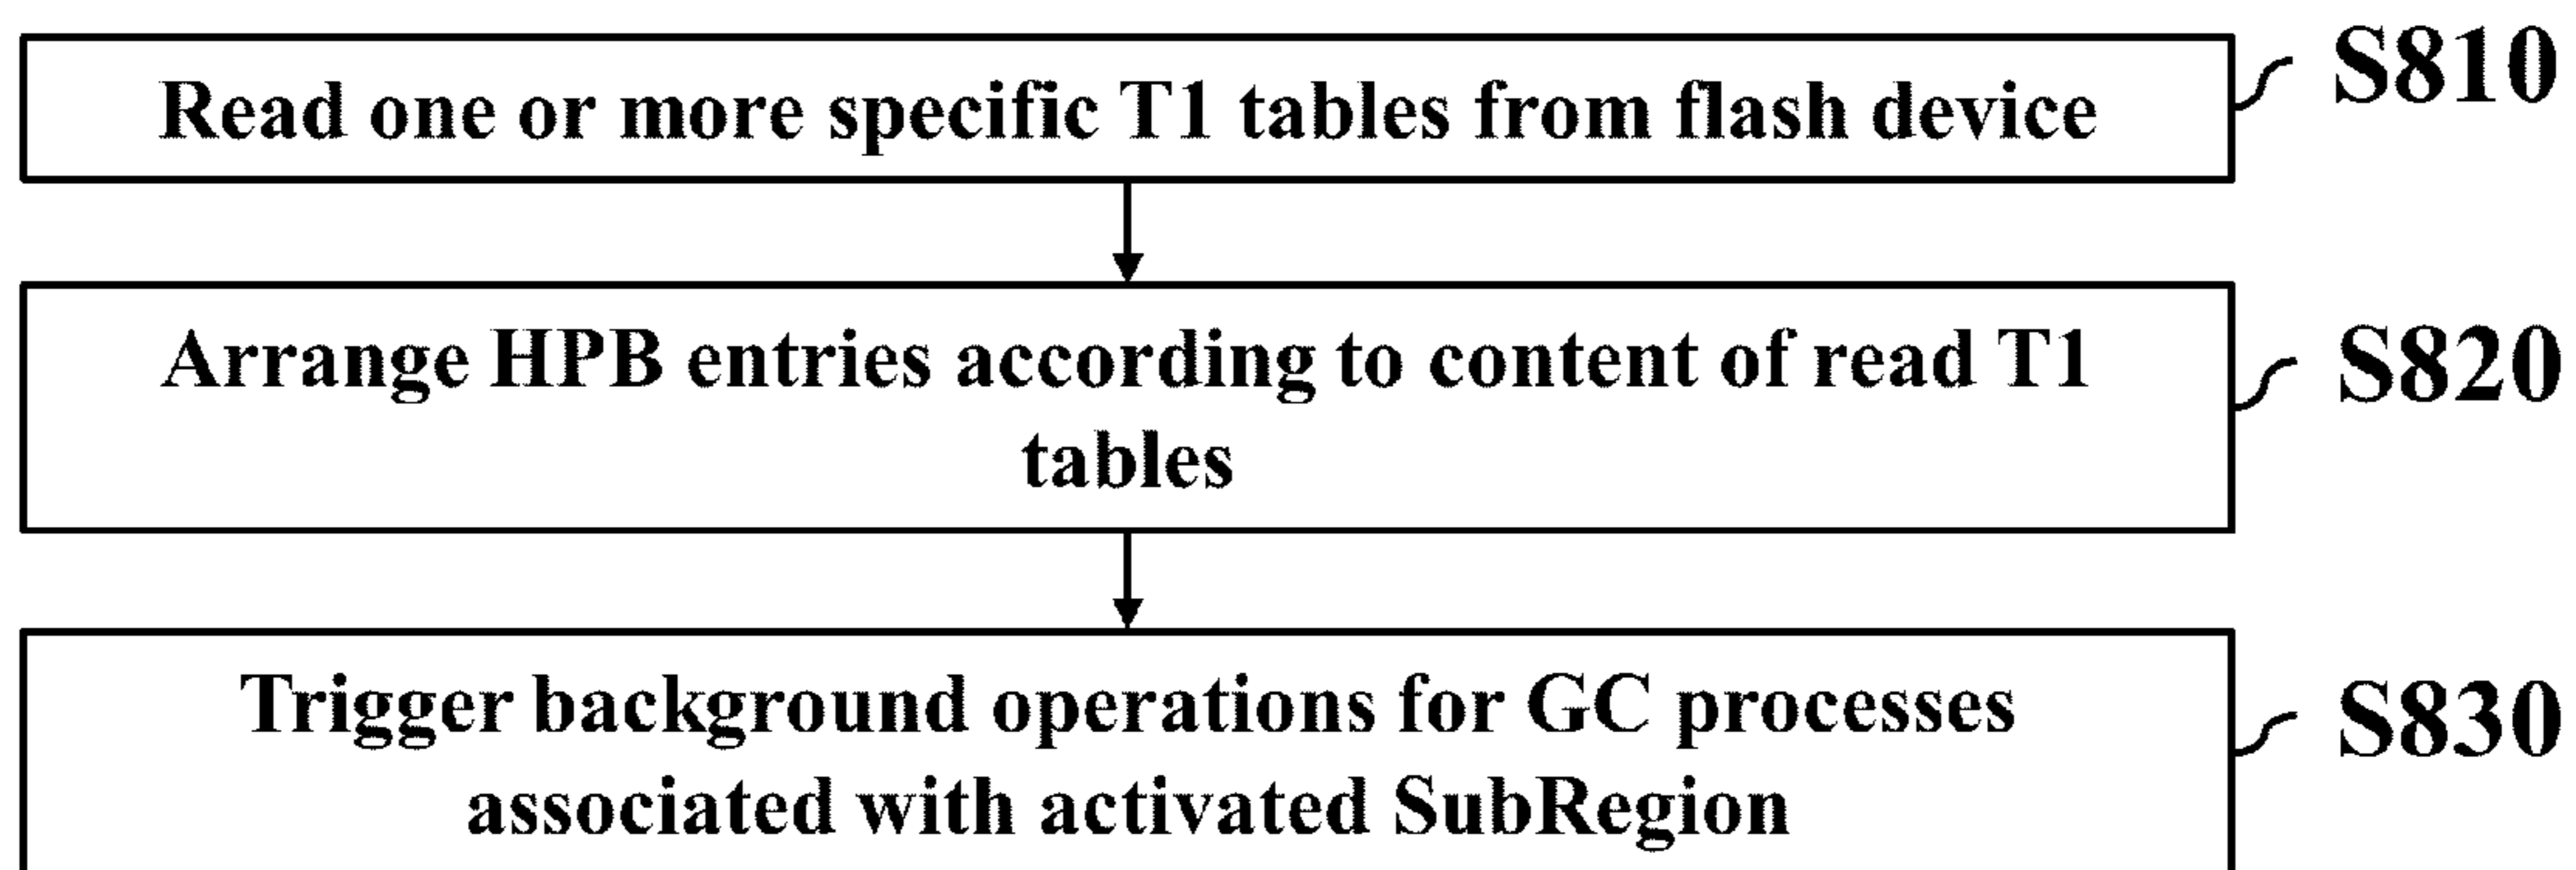 Read one or more specific T1 tables from flash device
S810
Arrange HPB entries according to content of read T1
tables
S820
Trigger background operations for GC processes
associated with activated SubRegion
S830